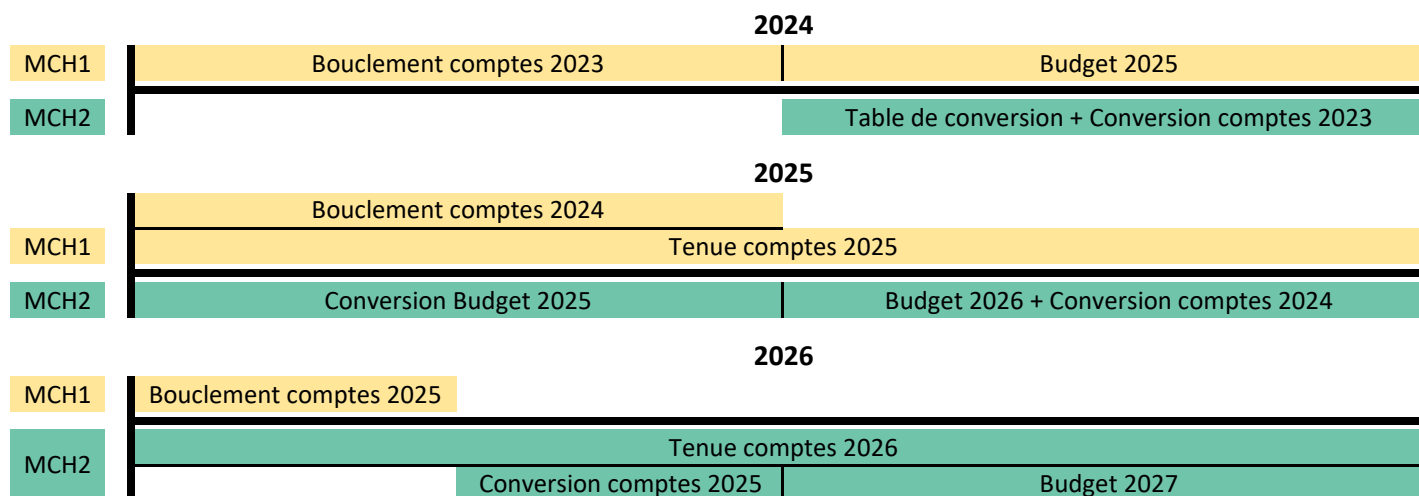 2024
MCH1 Bouclement comptes 2023 Budget 2025
MCH2 Table de conversion + Conversion comptes 2023
2025
Bouclement comptes 2024
MCH1 Tenue comptes 2025
MCH2 Conversion Budget 2025 Budget 2026 + Conversion comptes 2024
2026
MCH1 Bouclement comptes 2025
Tenue comptes 2026
MCH2
Conversion comptes 2025 Budget 2027